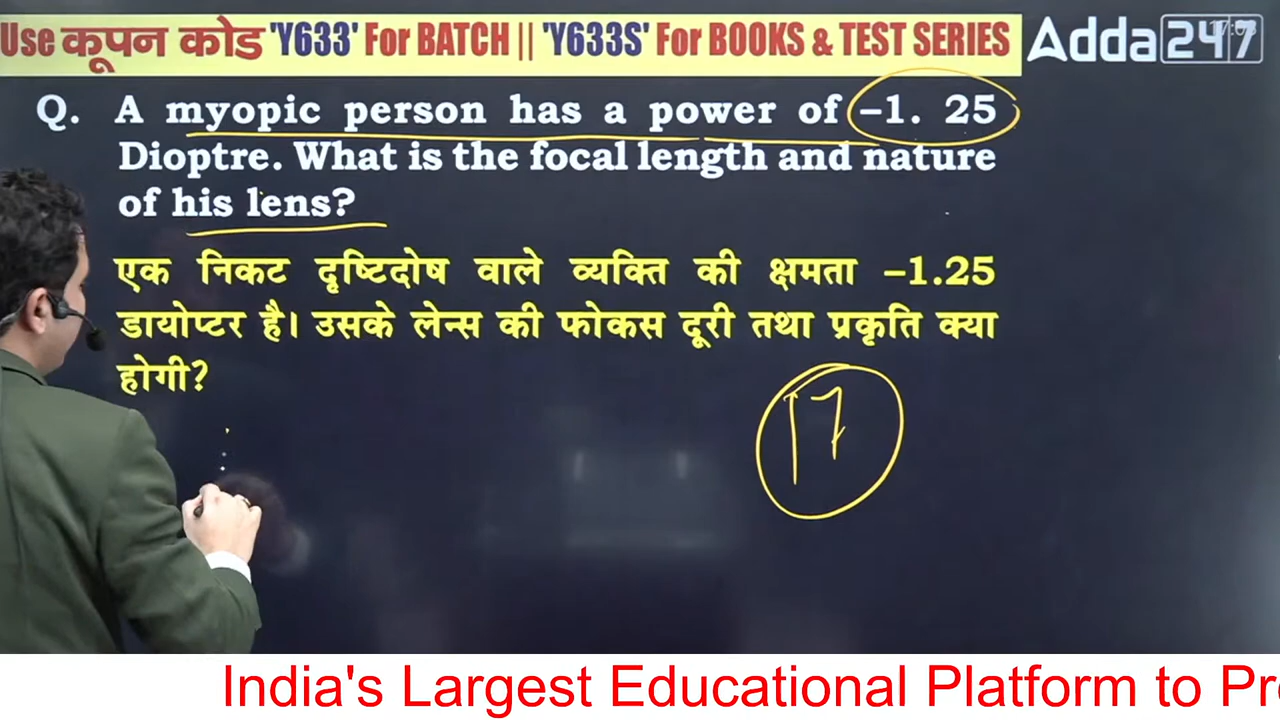 Use कूपन कोड 'Y633' For BATCH || 'Y633S' For BOOKS & TEST SERIES
Adda247
Q. A myopic person has a power of –1. 25
Dioptre. What is the focal length and nature
of his lens?
एक निकट दृष्टिदोष वाले व्यक्ति की क्षमता –1.25
डायोप्टर है। उसके लेन्स की फोकस दूरी तथा प्रकृति क्या
होगी?
17
India's Largest Educational Platform to Pr